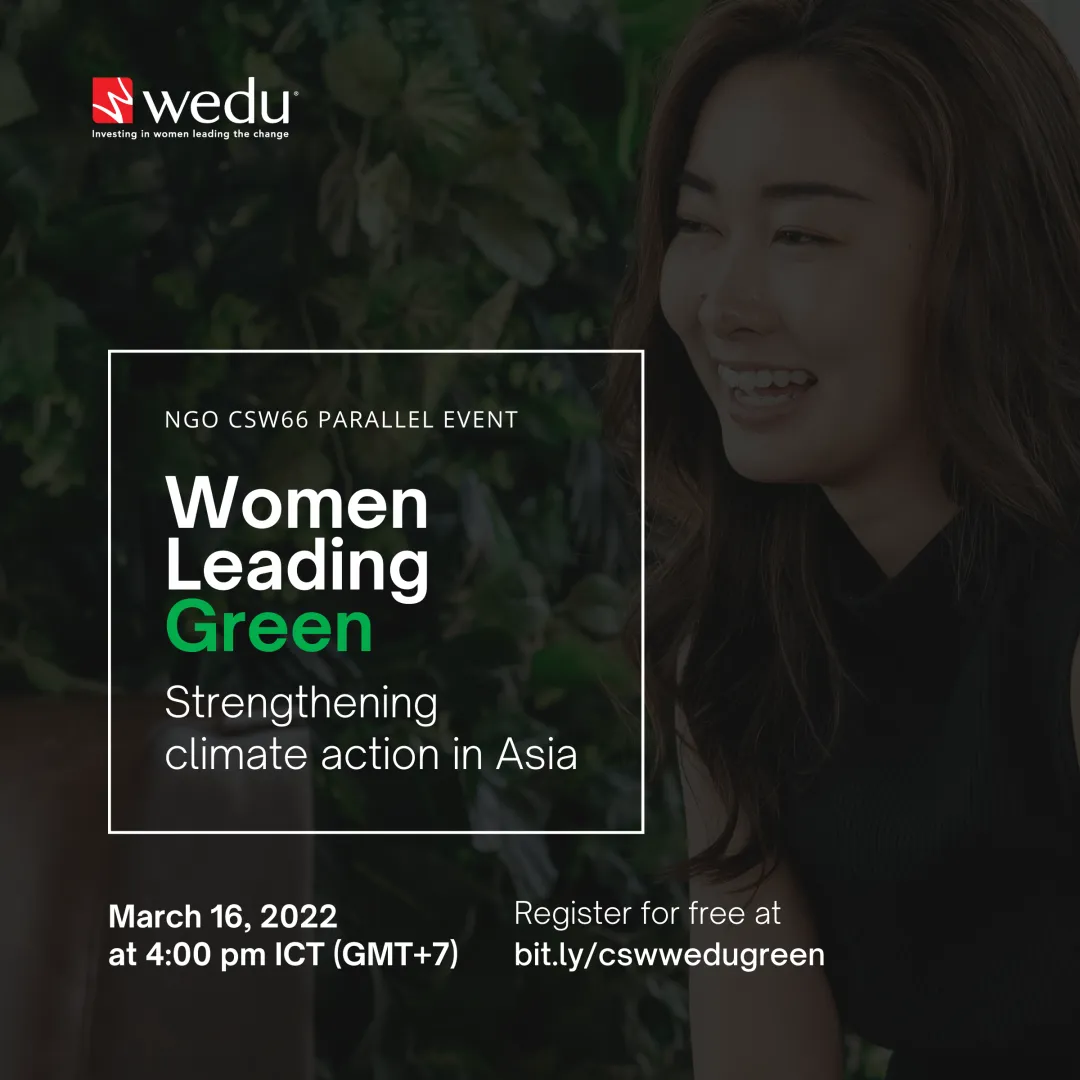 wedu®
Investing in women leading the change
NGO CSW66 PARALLEL EVENT
Women
Leading
Green
Strengthening
climate action in Asia
March 16, 2022
at 4:00 pm ICT (GMT+7)
Register for free at
bit.ly/cswwedugreen